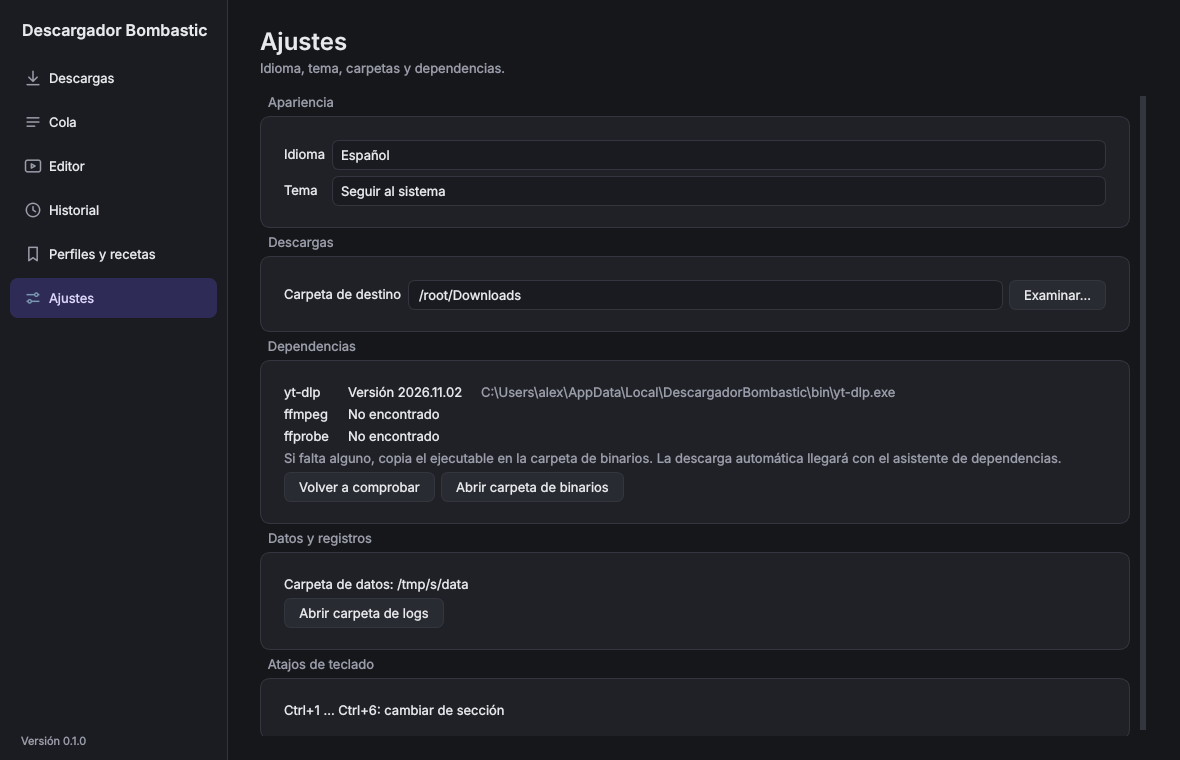 Descargador Bombastic
Descargas
Cola
Editor
Historial
Perfiles y recetas
Ajustes
Versión 0.1.0
Ajustes
Idioma, tema, carpetas y dependencias.
Apariencia
Idioma Español
Tema Seguir al sistema
Descargas
Carpeta de destino /root/Downloads Examinar...
Dependencias
yt-dlp Versión 2026.11.02 C:\Users\alex\AppData\Local\DescargadorBombastic\bin\yt-dlp.exe
ffmpeg No encontrado
ffprobe No encontrado
Si falta alguno, copia el ejecutable en la carpeta de binarios. La descarga automática llegará con el asistente de dependencias.
Volver a comprobar Abrir carpeta de binarios
Datos y registros
Carpeta de datos: /tmp/s/data
Abrir carpeta de logs
Atajos de teclado
Ctrl+1 ... Ctrl+6: cambiar de sección